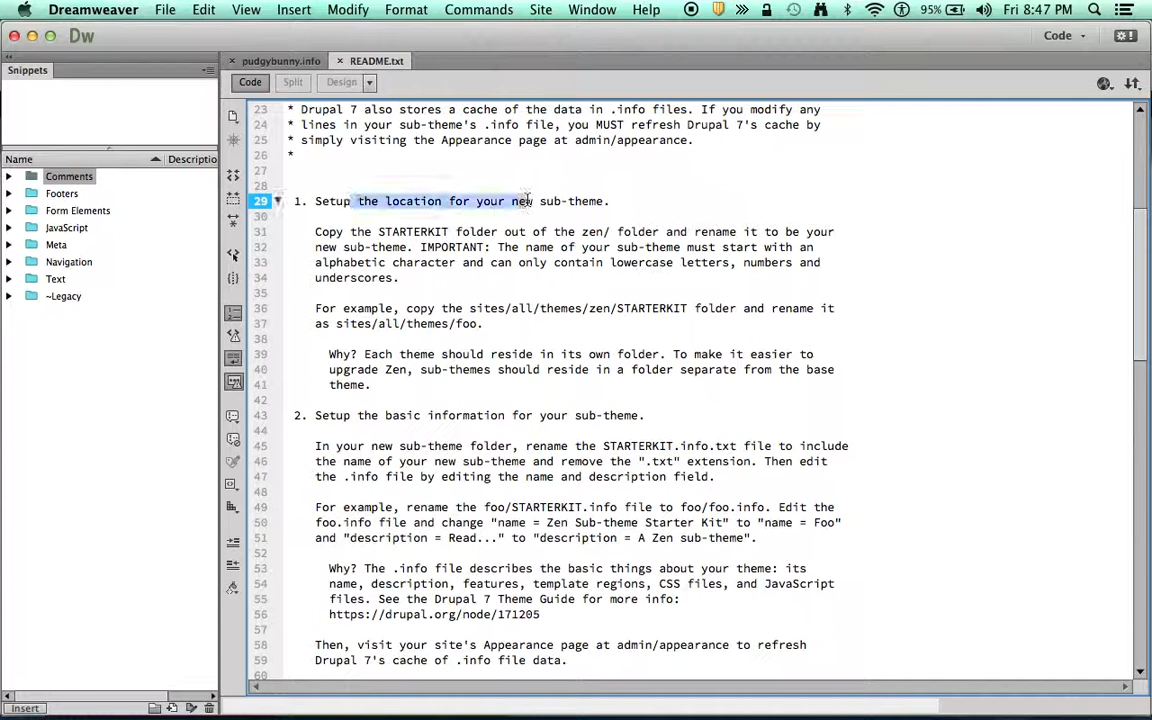 Dreamweaver File Edit View Insert Modify Format Commands Site Window Help 95% Fri 8:47 PM
Dw Code
Snippets
pudgybunny.info README.txt
Code Split Design
Name Descriptio
Comments
Footers
Form Elements
JavaScript
Meta
Navigation
Text
~Legacy
23 * Drupal 7 also stores a cache of the data in .info files. If you modify any
24 * lines in your sub-theme's .info file, you MUST refresh Drupal 7's cache by
25 * simply visiting the Appearance page at admin/appearance.
26 *
27
28
29 1. Setup the location for your new sub-theme.
30
31 Copy the STARTERKIT folder out of the zen/ folder and rename it to be your
32 new sub-theme. IMPORTANT: The name of your sub-theme must start with an
33 alphabetic character and can only contain lowercase letters, numbers and
34 underscores.
35
36 For example, copy the sites/all/themes/zen/STARTERKIT folder and rename it
37 as sites/all/themes/foo.
38
39 Why? Each theme should reside in its own folder. To make it easier to
40 upgrade Zen, sub-themes should reside in a folder separate from the base
41 theme.
42
43 2. Setup the basic information for your sub-theme.
44
45 In your new sub-theme folder, rename the STARTERKIT.info.txt file to include
46 the name of your new sub-theme and remove the ".txt" extension. Then edit
47 the .info file by editing the name and description field.
48
49 For example, rename the foo/STARTERKIT.info file to foo/foo.info. Edit the
50 foo.info file and change "name = Zen Sub-theme Starter Kit" to "name = Foo"
51 and "description = Read..." to "description = A Zen sub-theme".
52
53 Why? The .info file describes the basic things about your theme: its
54 name, description, features, template regions, CSS files, and JavaScript
55 files. See the Drupal 7 Theme Guide for more info:
56 https://drupal.org/node/171205
57
58 Then, visit your site's Appearance page at admin/appearance to refresh
59 Drupal 7's cache of .info file data.
60
Insert